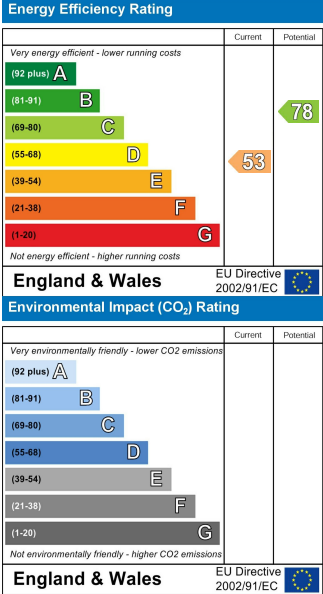 Energy Efficiency Rating
Current Potential
Very energy efficient - lower running costs
(92 plus) A
(81-91) B
(69-80) C
(55-68) D
(39-54) E
(21-38) F
(1-20) G
53
78
Not energy efficient - higher running costs
England & Wales
EU Directive
2002/91/EC
Environmental Impact (CO₂) Rating
Current Potential
Very environmentally friendly - lower CO2 emissions
(92 plus) A
(81-91) B
(69-80) C
(55-68) D
(39-54) E
(21-38) F
(1-20) G
Not environmentally friendly - higher CO2 emissions
England & Wales
EU Directive
2002/91/EC